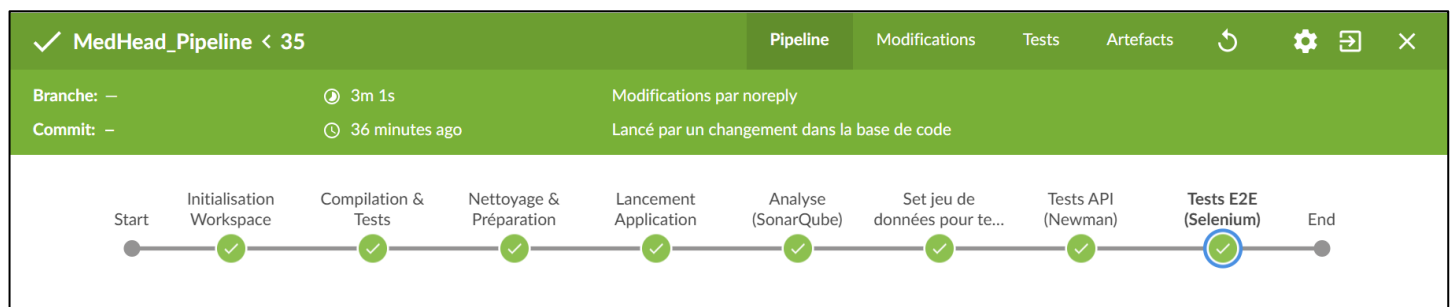 MedHead_Pipeline < 35
Pipeline
Modifications
Tests
Artefacts
Branche: —
3m 1s
Modifications par noreply
Commit: –
36 minutes ago
Lancé par un changement dans la base de code
Start
Initialisation
Workspace
Compilation &
Tests
Nettoyage &
Préparation
Lancement
Application
Analyse
(SonarQube)
Set jeu de
données pour te...
Tests API
(Newman)
Tests E2E
(Selenium)
End